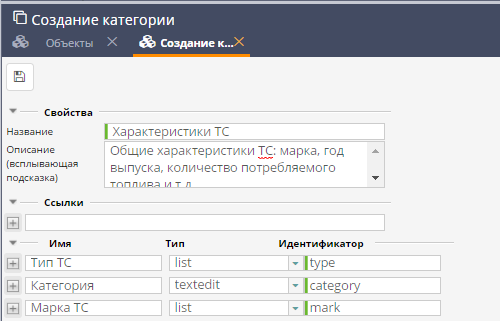 Создание категории
Объекты
Создание к...
Свойства
Название
Характеристики ТС
Описание
(всплывающая
подсказка)
Общие характеристики ТС: марка, год
выпуска, количество потребляемого
топлива и т.д
Ссылки
Имя Тип Идентификатор
Тип ТС list type
Категория textedit category
Марка ТС list mark